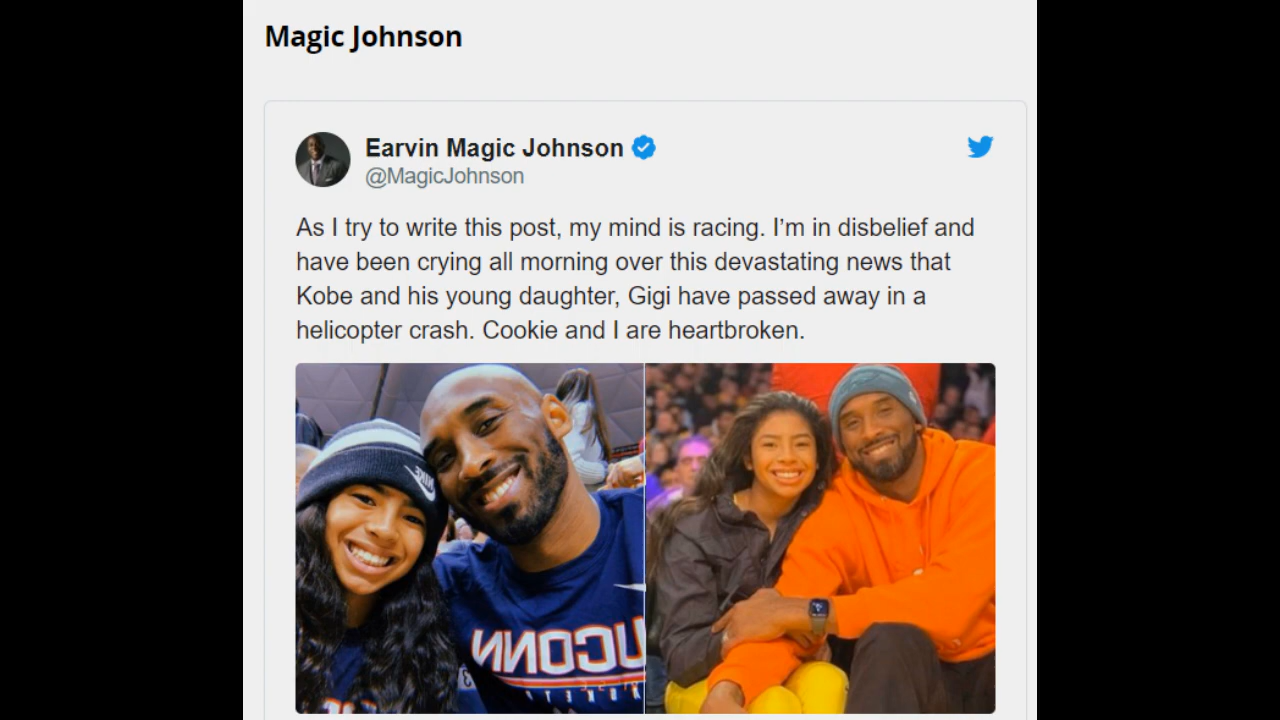 Magic Johnson
Earvin Magic Johnson
@MagicJohnson
As I try to write this post, my mind is racing. I’m in disbelief and
have been crying all morning over this devastating news that
Kobe and his young daughter, Gigi have passed away in a
helicopter crash. Cookie and I are heartbroken.
NIKE
UCONN